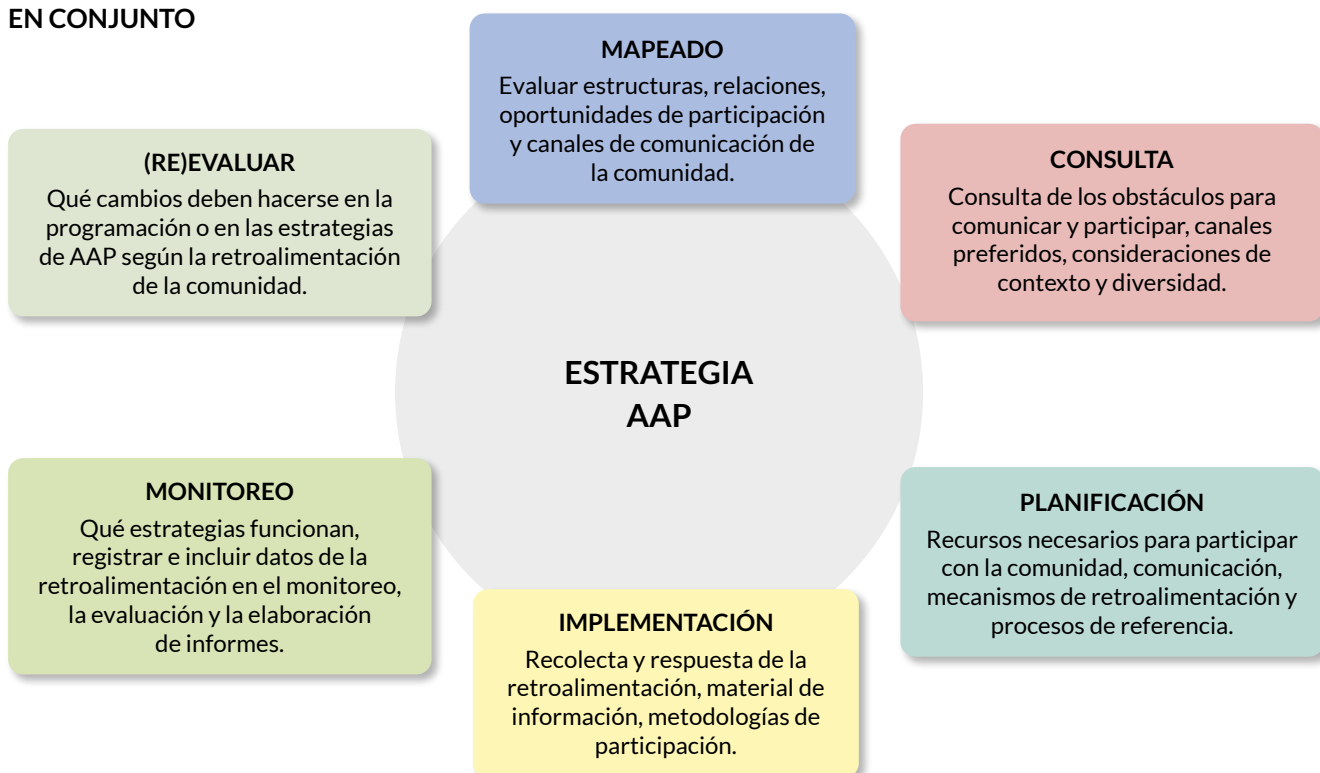 EN CONJUNTO
MAPEADO
Evaluar estructuras, relaciones,
oportunidades de participación
y canales de comunicación de
la comunidad.
CONSULTA
Consulta de los obstáculos para
comunicar y participar, canales
preferidos, consideraciones de
contexto y diversidad.
PLANIFICACIÓN
Recursos necesarios para participar
con la comunidad, comunicación,
mecanismos de retroalimentación y
procesos de referencia.
IMPLEMENTACIÓN
Recolecta y respuesta de la
retroalimentación, material de
información, metodologías de
participación.
MONITOREO
Qué estrategias funcionan,
registrar e incluir datos de la
retroalimentación en el monitoreo,
la evaluación y la elaboración
de informes.
(RE)EVALUAR
Qué cambios deben hacerse en la
programación o en las estrategias
de AAP según la retroalimentación
de la comunidad.
ESTRATEGIA
AAP